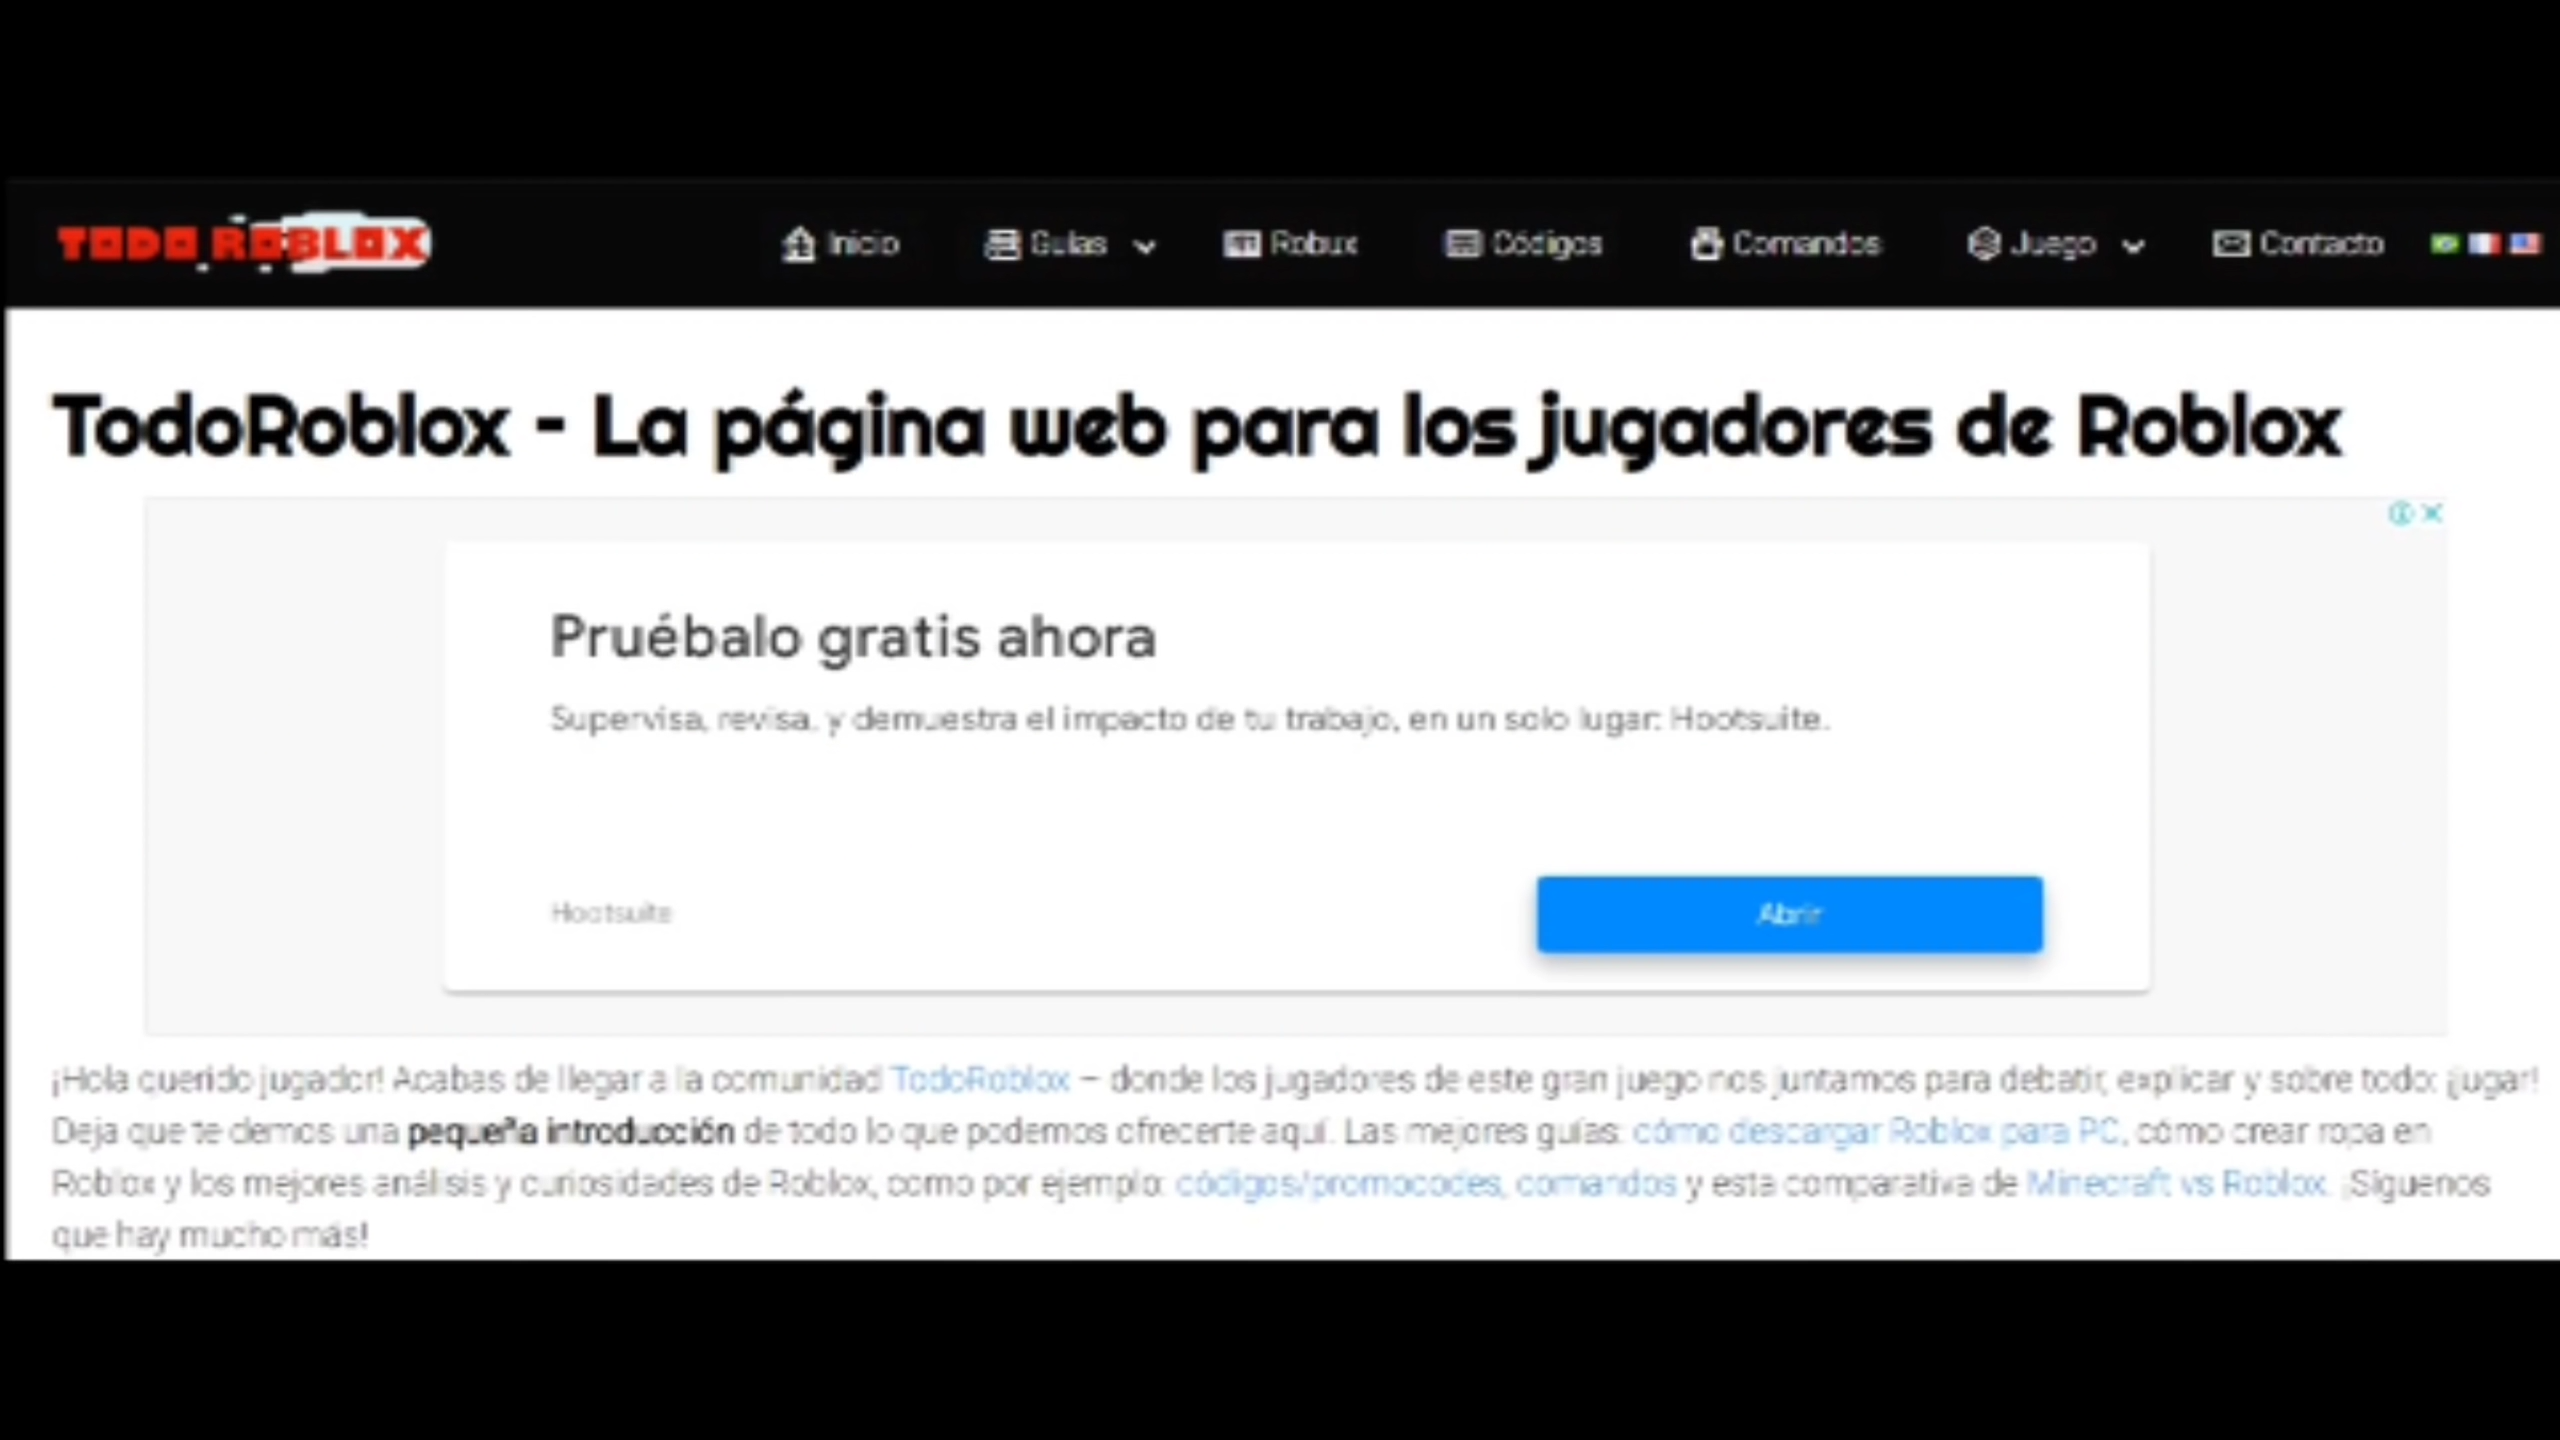 TODO ROBLOX
Inicio Guías Robux Códigos Comandos Juego Contacto
TodoRoblox - La página web para los jugadores de Roblox
Pruébalo gratis ahora
Supervisa, revisa, y demuestra el impacto de tu trabajo, en un solo lugar: Hootsuite.
Hootsuite
Abrir
¡Hola querido jugador! Acabas de llegar a la comunidad TodoRoblox – donde los jugadores de este gran juego nos juntamos para debatir, explicar y sobre todo: ¡jugar!
Deja que te demos una pequeña introducción de todo lo que podemos ofrecerte aquí. Las mejores guías: cómo descargar Roblox para PC, cómo crear ropa en
Roblox y los mejores análisis y curiosidades de Roblox, como por ejemplo: códigos/promocodes, comandos y esta comparativa de Minecraft vs Roblox. ¡Síguenos
que hay mucho más!